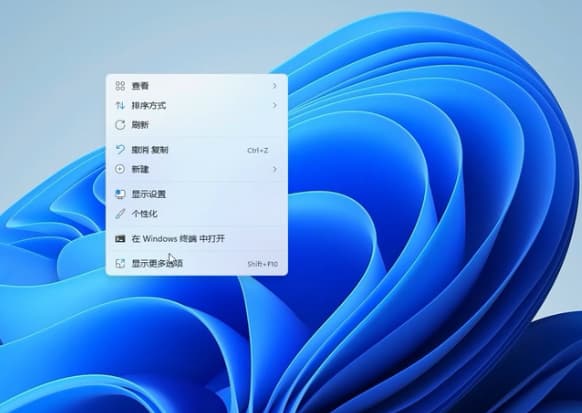 查看
排序方式
刷新
撤消 复制 Ctrl+Z
新建
显示设置
个性化
在 Windows 终端 中打开
显示更多选项 Shift+F10